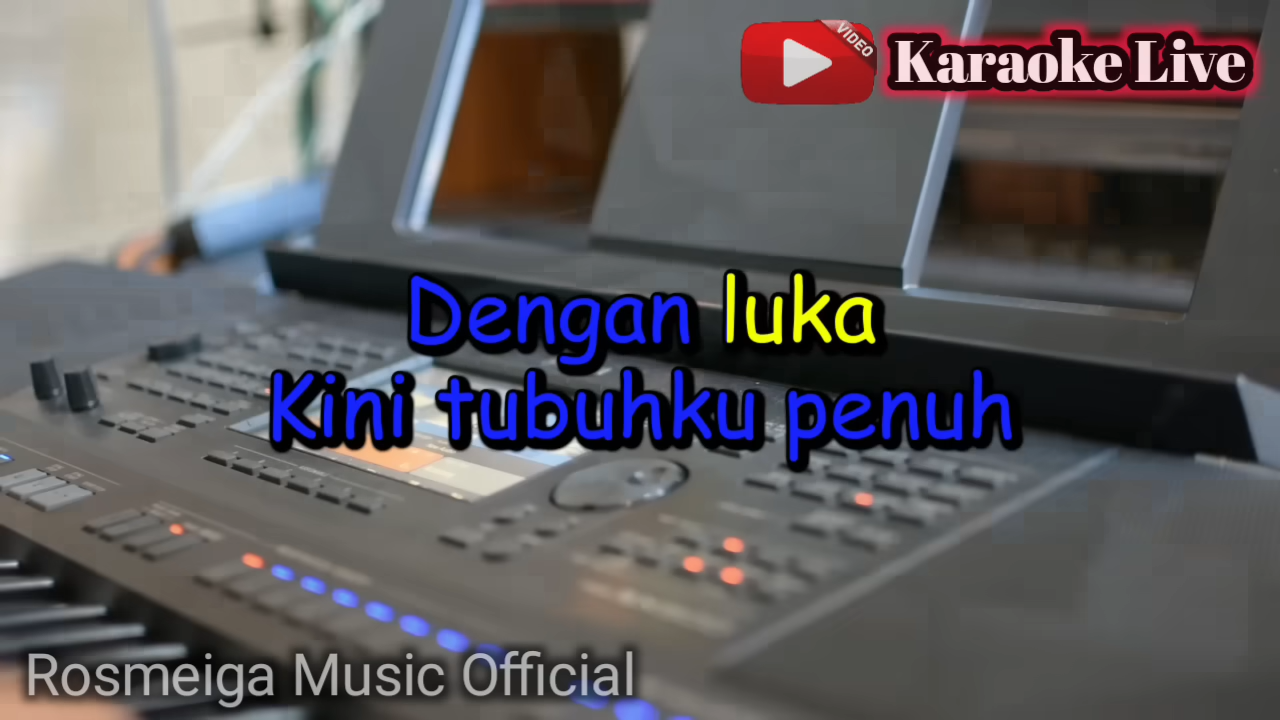 VIDEO
Karaoke Live
Dengan luka
Kini tubuhku penuh
Rosmeiga Music Official